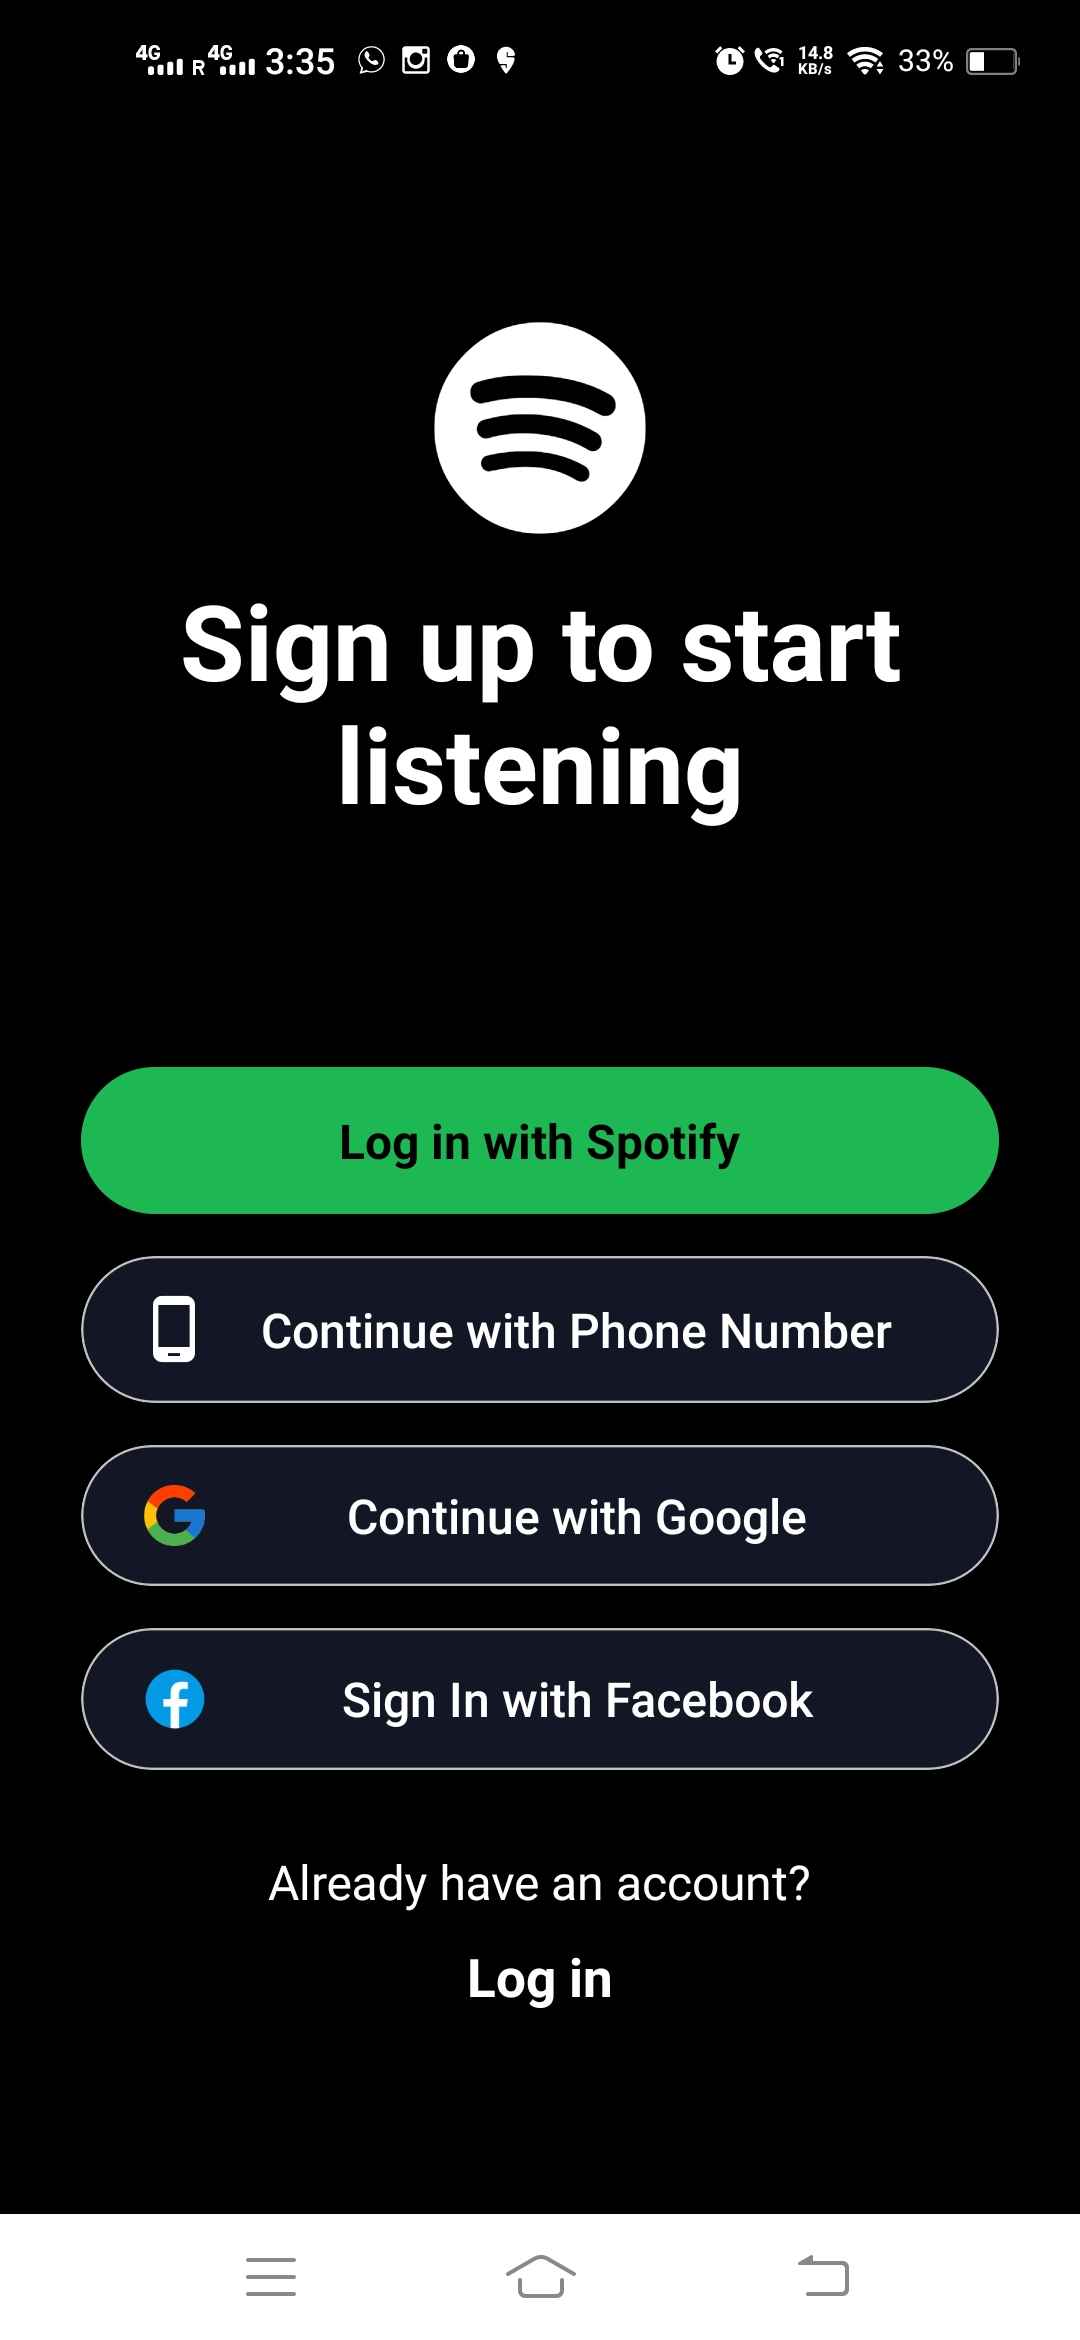 4G R 4G 3:35 14.8 KB/s 33%
Sign up to start
listening
Log in with Spotify
Continue with Phone Number
Continue with Google
Sign In with Facebook
Already have an account?
Log in